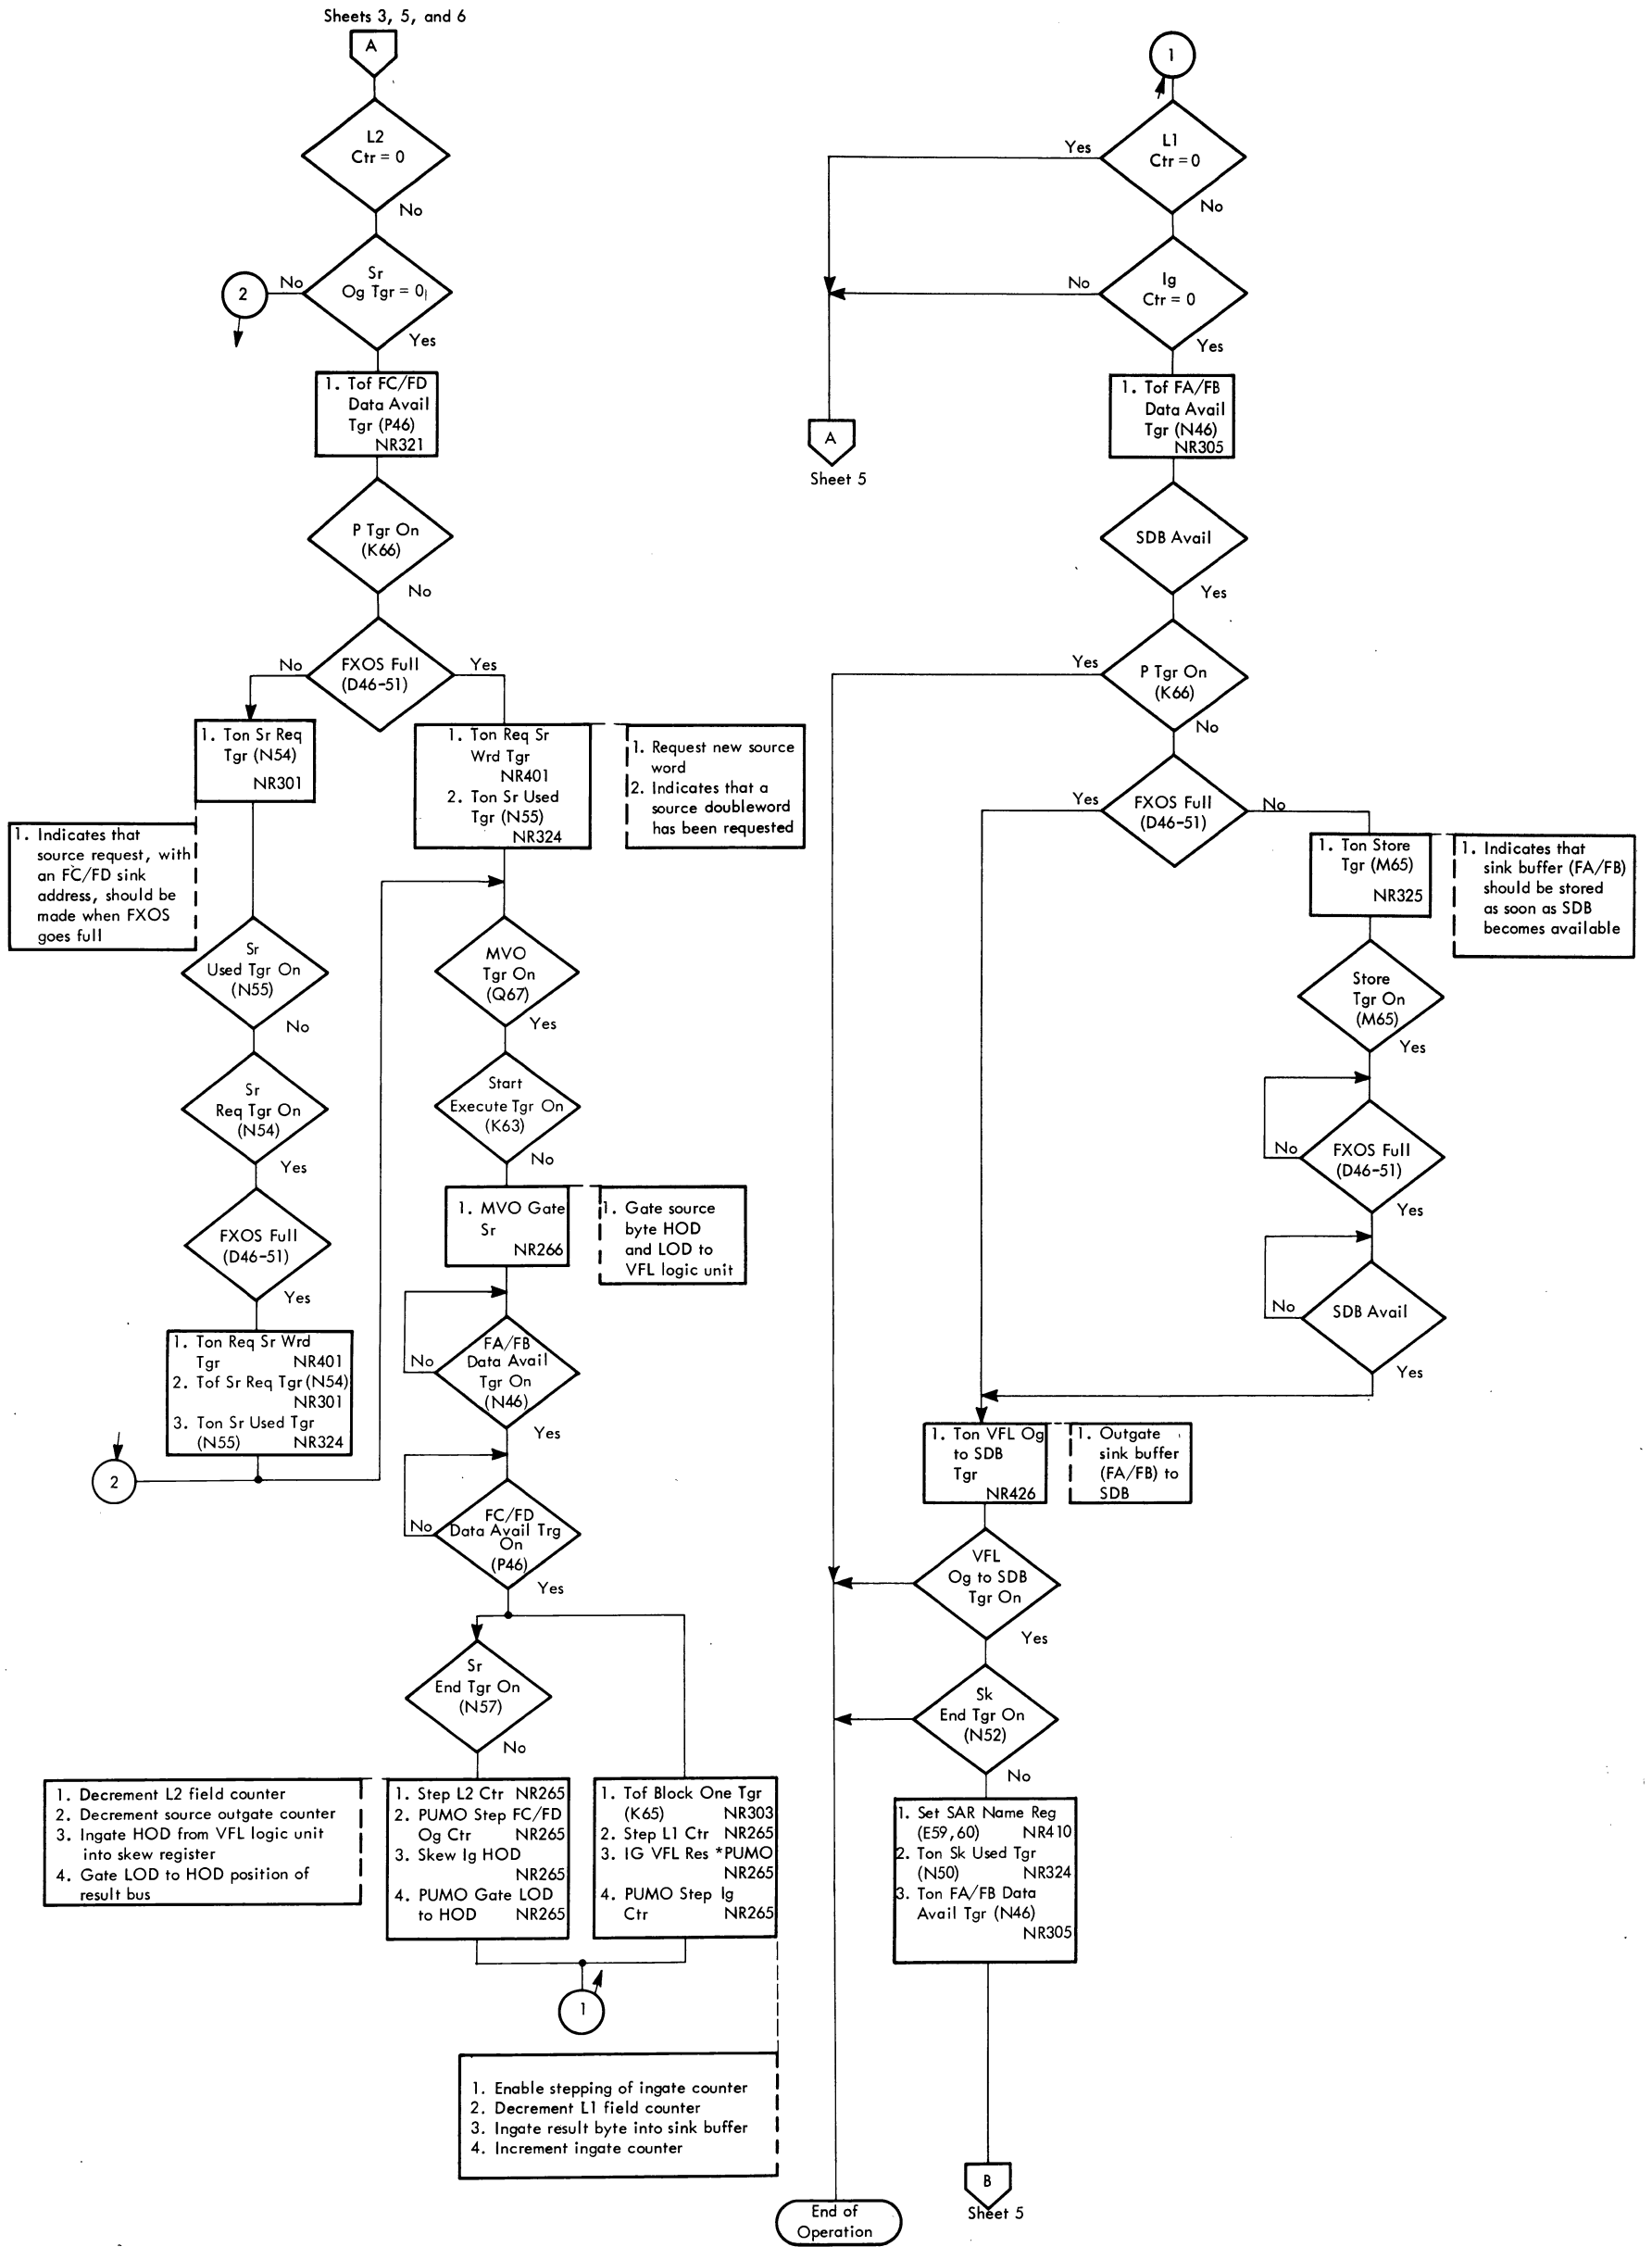 Sheets 3, 5, and 6
A
L2
Ctr = 0
No
Sr
Og Tgr = 0
No
2
Yes
1. Tof FC/FD
Data Avail
Tgr (P46)
NR321
P Tgr On
(K66)
No
FXOS Full
(D46-51)
No
Yes
1. Ton Sr Req
Tgr (N54)
NR301
1. Indicates that
source request, with
an FC/FD sink
address, should be
made when FXOS
goes full
Sr
Used Tgr On
(N55)
No
Sr
Req Tgr On
(N54)
Yes
FXOS Full
(D46-51)
Yes
1. Ton Req Sr Wrd
Tgr NR401
2. Tof Sr Req Tgr (N54)
NR301
3. Ton Sr Used Tgr
(N55) NR324
2
1. Ton Req Sr
Wrd Tgr
NR401
2. Ton Sr Used
Tgr (N55)
NR324
1. Request new source
word
2. Indicates that a
source doubleword
has been requested
MVO
Tgr On
(Q67)
Yes
Start
Execute Tgr On
(K63)
No
1. MVO Gate
Sr
NR266
1. Gate source
byte HOD
and LOD to
VFL logic unit
FA/FB
Data Avail
Tgr On
(N46)
No
Yes
FC/FD
Data Avail Trg
On
(P46)
No
Yes
Sr
End Tgr On
(N57)
No
1. Decrement L2 field counter
2. Decrement source outgate counter
3. Ingate HOD from VFL logic unit
into skew register
4. Gate LOD to HOD position of
result bus
1. Step L2 Ctr NR265
2. PUMO Step FC/FD
Og Ctr NR265
3. Skew Ig HOD
NR265
4. PUMO Gate LOD
to HOD NR265
1. Tof Block One Tgr
(K65) NR303
2. Step L1 Ctr NR265
3. IG VFL Res *PUMO
NR265
4. PUMO Step Ig
Ctr NR265
1
1. Enable stepping of ingate counter
2. Decrement L1 field counter
3. Ingate result byte into sink buffer
4. Increment ingate counter
1
L1
Ctr = 0
Yes
No
Ig
Ctr = 0
No
Yes
A
Sheet 5
1. Tof FA/FB
Data Avail
Tgr (N46)
NR305
SDB Avail
Yes
P Tgr On
(K66)
Yes
No
FXOS Full
(D46-51)
Yes
No
1. Ton Store
Tgr (M65)
NR325
1. Indicates that
sink buffer (FA/FB)
should be stored
as soon as SDB
becomes available
Store
Tgr On
(M65)
Yes
FXOS Full
(D46-51)
No
Yes
SDB Avail
No
Yes
1. Ton VFL Og
to SDB
Tgr
NR426
1. Outgate
sink buffer
(FA/FB) to
SDB
VFL
Og to SDB
Tgr On
Yes
Sk
End Tgr On
(N52)
No
1. Set SAR Name Reg
(E59,60) NR410
2. Ton Sk Used Tgr
(N50) NR324
3. Ton FA/FB Data
Avail Tgr (N46)
NR305
B
Sheet 5
End of
Operation